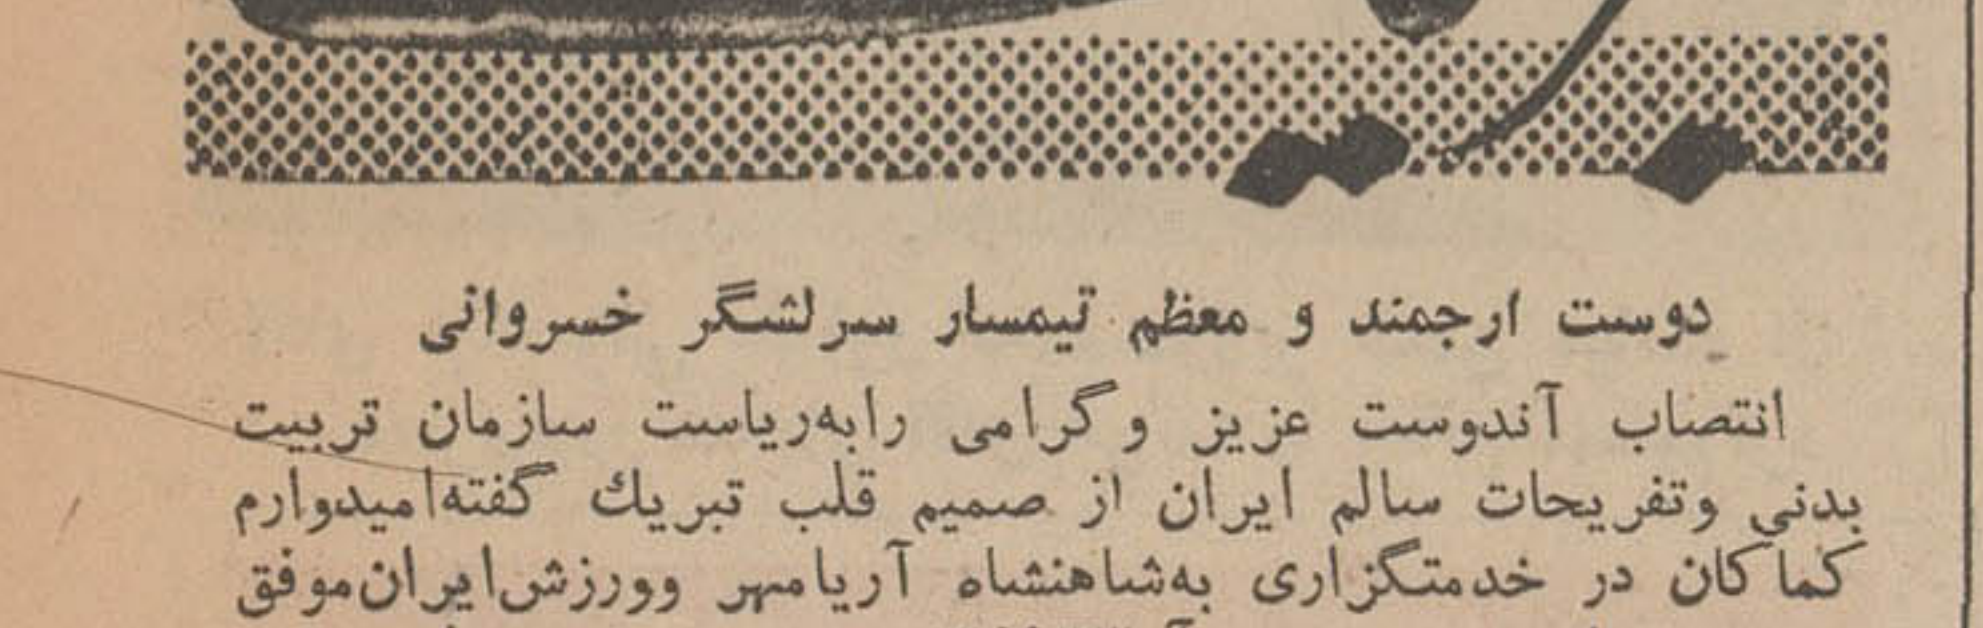 دوست ارجمند و معظم تیمسار سرلشگر خسروانی
انتصاب آندوست عزیز و گرامی رابه‌ریاست سازمان تربیت
بدنی وتفریحات سالم ایران از صمیم قلب تبریك گفته‌امیدوارم
کماکان در خدمتگزاری به‌شاهنشاه آریامهر وورزش‌ایران‌موفق